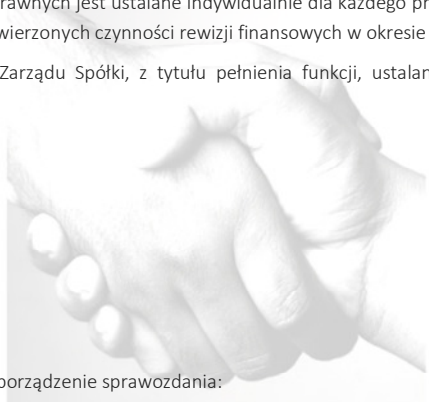 rawnych jest ustalane indywidualnie dla każdego pr
wierzonych czynności rewizji finansowych w okresie
Zarządu Spółki, z tytułu pełnienia funkcji, ustalan
porządzenie sprawozdania: